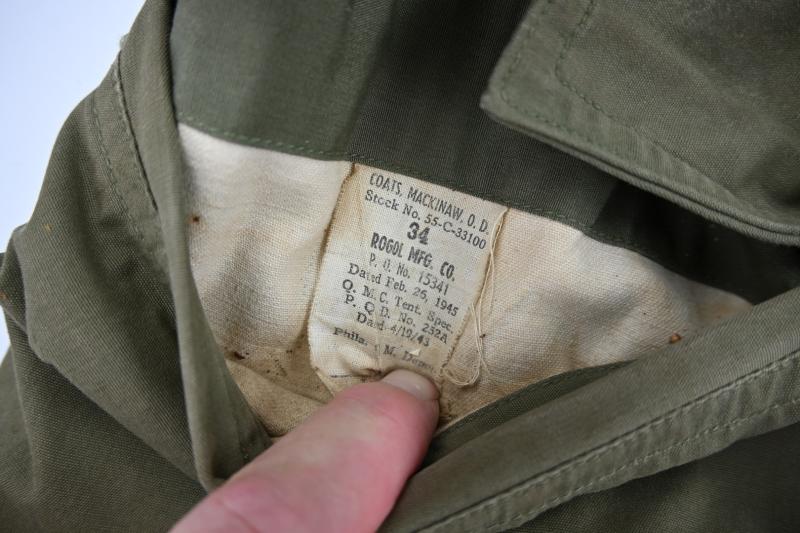 COATS, MACKINAW, O. D.
Stock No. 55-C-33100
34
ROGOL MFG. CO.
P. O. No. 15341
Dated Feb. 26, 1945
Q. M. C. Tent. Spec.
P. Q. D. No. 252A
Dated 4/19/43
Phila. Q. M. Depot